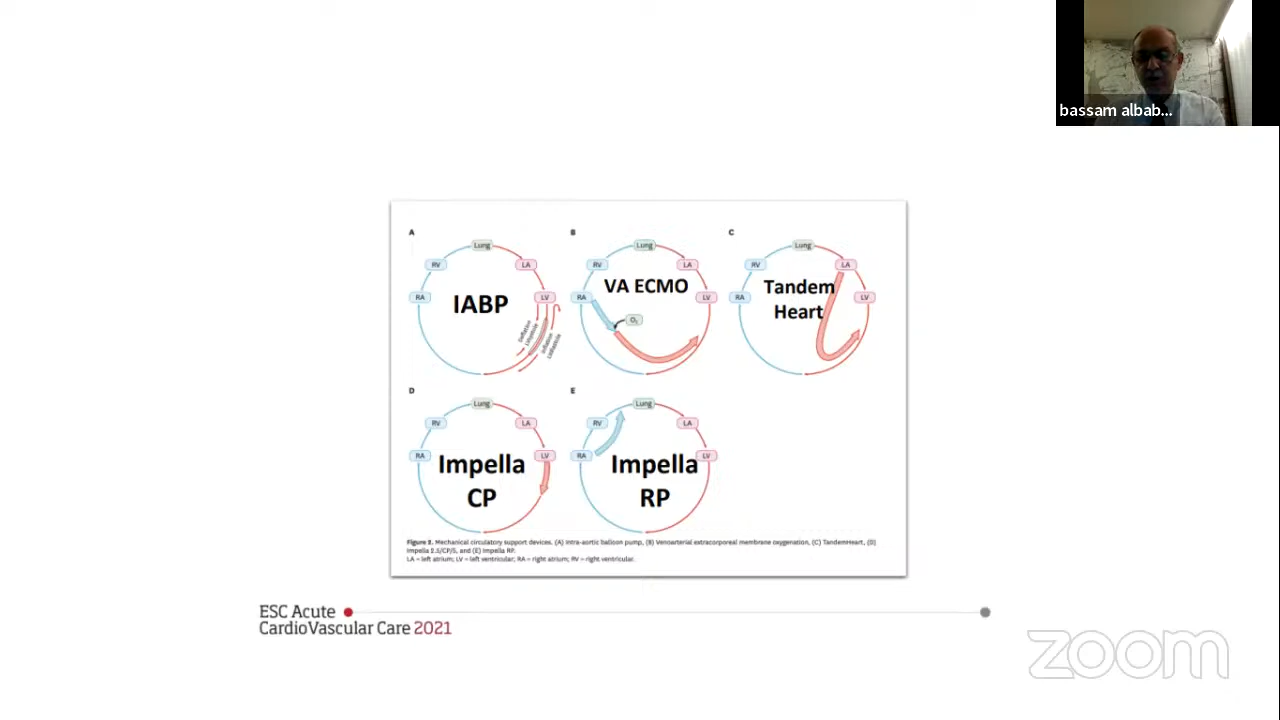 bassam albab...
A
B
C
Lung
RV
LA
RA
LV
IABP
Deflation
Inflation
Lung
RV
LA
RA
LV
VA ECMO
O₂
Lung
RV
LA
RA
LV
Tandem
Heart
D
E
Lung
RV
LA
RA
LV
Impella
CP
Lung
RV
LA
RA
LV
Impella
RP
Figure 2. Mechanical circulatory support devices. (A) Intra-aortic balloon pump, (B) Venoarterial extracorporeal membrane oxygenation, (C) TandemHeart, (D)
Impella 2.5/CP/5, and (E) Impella RP.
LA = left atrium; LV = left ventricular; RA = right atrium; RV = right ventricular.
ESC Acute
CardioVascular Care 2021
zoom